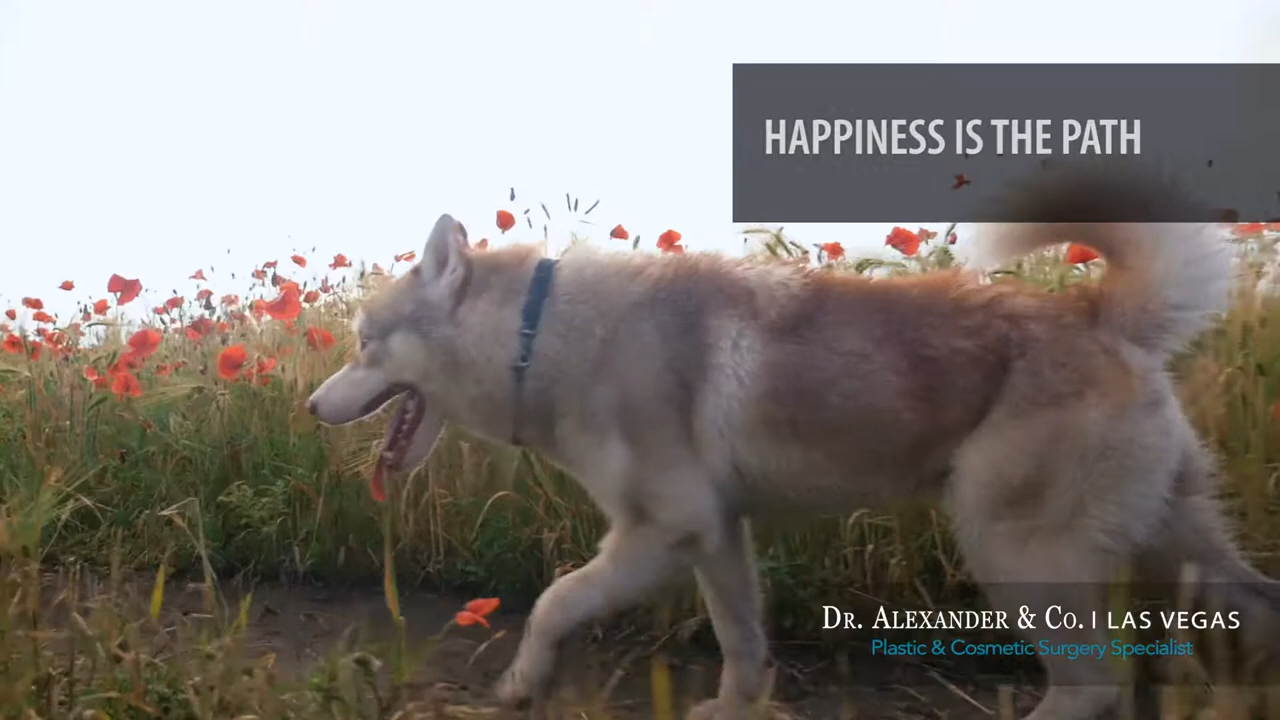 HAPPINESS IS THE PATH
DR. ALEXANDER & CO. | LAS VEGAS
Plastic & Cosmetic Surgery Specialist